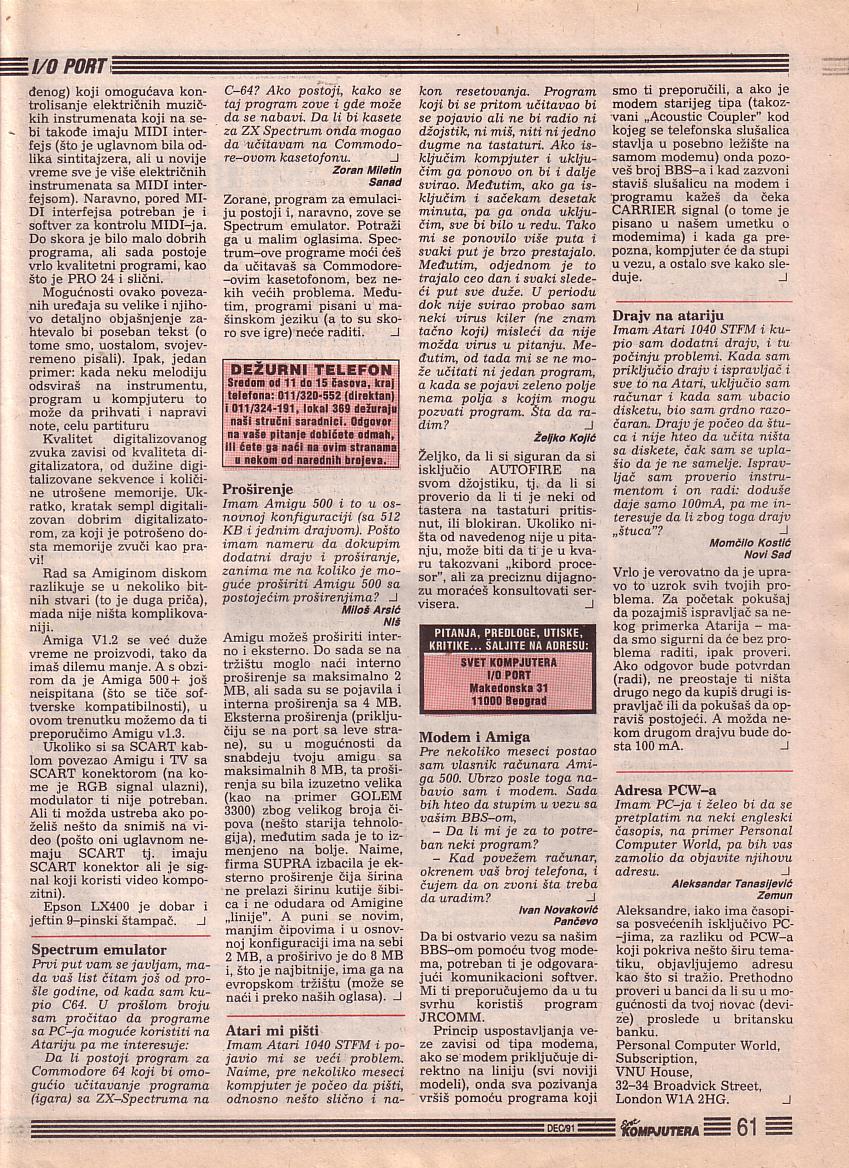 I/O PORT
đenog) koji omogućava kon-
trolisanje električnih muzič-
kih instrumenata koji na se-
bi takođe imaju MIDI inter-
fejs (što je uglavnom bila od-
lika sintitajzera, ali u novije
vreme sve je više električnih
instrumenata sa MIDI inter-
fejsom). Naravno, pored MI-
DI interfejsa potreban je i
softver za kontrolu MIDI-ja.
Do skora je bilo malo dobrih
programa, ali sada postoje
vrlo kvalitetni programi, kao
što je PRO 24 i slični.
Mogućnosti ovako poveza-
nih uređaja su velike i njiho-
vo detaljno objašnjenje za-
htevalo bi poseban tekst (o
tome smo, uostalom, svojev-
remeno pisali). Ipak, jedan
primer: kada neku melodiju
odsviraš na instrumentu,
program u kompjuteru to
može da prihvati i napravi
note, celu partituru
Kvalitet digitalizovanog
zvuka zavisi od kvaliteta di-
gitalizatora, od dužine digi-
talizovane sekvence i količi-
ne utrošene memorije. Uk-
ratko, kratak sempl digitali-
zovan dobrim digitalizato-
rom, za koji je potrošeno do-
sta memorije zvuči kao pra-
vi!
Rad sa Amiginom diskom
razlikuje se u nekoliko bit-
nih stvari (to je duga priča),
mada nije ništa komplikova-
niji.
Amiga V1.2 se već duže
vreme ne proizvodi, tako da
imaš dilemu manje. A s obzi-
rom da je Amiga 500+ još
neispitana (što se tiče sof-
tverske kompatibilnosti), u
ovom trenutku možemo da ti
preporučimo Amigu v1.3.
Ukoliko si sa SCART kab-
lom povezao Amigu i TV sa
SCART konektorom (na ko-
me je RGB signal ulazni),
modulator ti nije potreban.
Ali ti možda ustreba ako po-
želiš nešto da snimiš na vi-
deo (pošto oni uglavnom ne-
maju SCART tj. imaju
SCART konektor ali je sig-
nal koji koristi video kompo-
zitni).
Epson LX400 je dobar i
jeftin 9-pinski štampač.
Spectrum emulator
Prvi put vam se javljam, ma-
da vaš list čitam još od pro-
šle godine, od kada sam ku-
pio C64. U prošlom broju
sam pročitao da programe
sa PC-ja moguće koristiti na
Atariju pa me interesuje:
Da li postoji program za
Commodore 64 koji bi omo-
gućio učitavanje programa
(igara) sa ZX-Spectruma na
C-64? Ako postoji, kako se
taj program zove i gde može
da se nabavi. Da li bi kasete
za ZX Spectrum onda mogao
da učitavam na Commodo-
re-ovom kasetofonu.
Zoran Miletin
Sanad
Zorane, program za emulaci-
ju postoji i, naravno, zove se
Spectrum emulator. Potraži
ga u malim oglasima. Spec-
trum-ove programe moći ćeš
da učitavaš sa Commodore-
-ovim kasetofonom, bez ne-
kih većih problema. Među-
tim, programi pisani u ma-
šinskom jeziku (a to su sko-
ro sve igre) neće raditi.
DEŽURNI TELEFON
Sredom od 11 do 15 časova, kraj
telefona: 011/320-552 (direktan)
i 011/324-191, lokal 369 dežuraju
naši stručni saradnici. Odgovor
na vaše pitanje dobićete odmah,
ili ćete ga naći na ovim stranama
u nekom od narednih brojeva.
Proširenje
Imam Amigu 500 i to u os-
novnoj konfiguraciji (sa 512
KB i jednim drajvom). Pošto
imam nameru da dokupim
dodatni drajv i proširanje,
zanima me na koliko je mo-
guće proširiti Amigu 500 sa
postojećim proširenjima?
Miloš Arsić
Niš
Amigu možeš proširiti inter-
no i eksterno. Do sada se na
tržištu moglo naći interno
proširenje sa maksimalno 2
MB, ali sada su se pojavila i
interna proširenja sa 4 MB.
Eksterna proširenja (priklju-
čiju se na port sa leve stra-
ne), su u mogućnosti da
snabdeju tvoju amigu sa
maksimalnih 8 MB, ta proši-
renja su bila izuzetno velika
(kao na primer GOLEM
3300) zbog velikog broja či-
pova (nešto starija tehnolo-
gija), međutim sada je to iz-
menjeno na bolje. Naime,
firma SUPRA izbacila je ek-
sterno proširenje čija širina
ne prelazi širinu kutije šibi-
ca i ne odudara od Amigine
„linije". A puni se novim,
manjim čipovima i u osnov-
noj konfiguraciji ima na sebi
2 MB, a proširivo je do 8 MB
i, što je najbitnije, ima ga na
evropskom tržištu (može se
naći i preko naših oglasa).
Atari mi pišti
Imam Atari 1040 STFM i po-
javio mi se veći problem.
Naime, pre nekoliko meseci
kompjuter je počeo da pišti,
odnosno nešto slično i na-
kon resetovanja. Program
koji bi se pritom učitavao bi
se pojavio ali ne bi radio ni
džojstik, ni miš, niti ni jedno
dugme na tastaturi. Ako is-
ključim kompjuter i uklju-
čim ga ponovo on bi i dalje
svirao. Međutim, ako ga is-
ključim i sačekam desetak
minuta, pa ga onda uklju-
čim, sve bi bilo u redu. Tako
mi se ponovilo više puta i
svaki put je brzo prestajalo.
Međutim, odjednom je to
trajalo ceo dan i svaki slede-
ći put sve duže. U periodu
dok nije svirao probao sam
neki virus kiler (ne znam
tačno koji) misleći da nije
možda virus u pitanju. Me-
đutim, od tada mi se ne mo-
že učitati ni jedan program,
a kada se pojavi zeleno polje
nema polja s kojim mogu
pozvati program. Šta da ra-
dim?
Željko Kojić
Željko, da li si siguran da si
isključio AUTOFIRE na
svom džojstiku, tj. da li si
proverio da li ti je neki od
tastera na tastaturi pritis-
nut, ili blokiran. Ukoliko ni-
šta od navedenog nije u pita-
nju, može biti da ti je u kva-
ru takozvani „kibord proce-
sor", ali za preciznu dijagno-
zu moraćeš konsultovati ser-
visera.
PITANJA, PREDLOGE, UTISKE,
KRITIKE... ŠALJITE NA ADRESU:
SVET KOMPJUTERA
I/O PORT
Makedonska 31
11000 Beograd
Modem i Amiga
Pre nekoliko meseci postao
sam vlasnik računara Ami-
ga 500. Ubrzo posle toga na-
bavio sam i modem. Sada
bih hteo da stupim u vezu sa
vašim BBS-om,
– Da li mi je za to potre-
ban neki program?
– Kad povežem računar,
okrenem vaš broj telefona, i
čujem da on zvoni šta treba
da uradim?
Ivan Novaković
Pančevo
Da bi ostvario vezu sa našim
BBS-om pomoću tvog mode-
ma, potreban ti je odgovara-
jući komunikacioni softver.
Mi ti preporučujemo da u tu
svrhu koristiš program
JRCOMM.
Princip uspostavljanja ve-
ze zavisi od tipa modema,
ako se modem priključuje di-
rektno na liniju (svi noviji
modeli), onda sva pozivanja
vršiš pomoću programa koji
smo ti preporučili, a ako je
modem starijeg tipa (takoz-
vani „Acoustic Coupler" kod
kojeg se telefonska slušalica
stavlja u posebno ležište na
samom modemu) onda pozo-
veš broj BBS-a i kad zazvoni
staviš slušalicu na modem i
programu kažeš da čeka
CARRIER signal (o tome je
pisano u našem umetku o
modemima) i kada ga pre-
pozna, kompjuter će da stupi
u vezu, a ostalo sve kako sle-
duje.
Drajv na atariju
Imam Atari 1040 STFM i ku-
pio sam dodatni drajv, i tu
počinju problemi. Kada sam
priključio drajv i ispravljač i
sve to na Atari, uključio sam
računar i kada sam ubacio
disketu, bio sam grdno razo-
čaran. Drajv je počeo da štu-
ca i nije hteo da učita ništa
sa diskete, čak sam se upla-
šio da je ne samelje. Isprav-
ljač sam proverio instru-
mentom i on radi: doduše
daje samo 100mA, pa me in-
teresuje da li zbog toga drajv
„štuca"?
Momčilo Kostić
Novi Sad
Vrlo je verovatno da je upra-
vo to uzrok svih tvojih pro-
blema. Za početak pokušaj
da pozajmiš ispravljač sa ne-
kog primerka Atarija – ma-
da smo sigurni da će bez pro-
blema raditi, ipak proveri.
Ako odgovor bude potvrdan
(radi), ne preostaje ti ništa
drugo nego da kupiš drugi is-
pravljač ili da pokušaš da op-
raviš postojeći. A možda ne-
kom drugom drajvu bude do-
sta 100 mA.
Adresa PCW-a
Imam PC-ja i želeo bi da se
pretplatim na neki engleski
časopis, na primer Personal
Computer World, pa bih vas
zamolio da objavite njihovu
adresu.
Aleksandar Tanasijević
Zemun
Aleksandre, iako ima časopi-
sa posvećenih isključivo PC-
-jima, za razliku od PCW-a
koji pokriva nešto širu tema-
tiku, objavljujemo adresu
kao što si tražio. Prethodno
proveri u banci da li su u mo-
gućnosti da tvoj novac (devi-
ze) proslede u britansku
banku.
Personal Computer World,
Subscription,
VNU House,
32-34 Broadvick Street,
London W1A 2HG.
DEC/91
Svet KOMPJUTERA
61